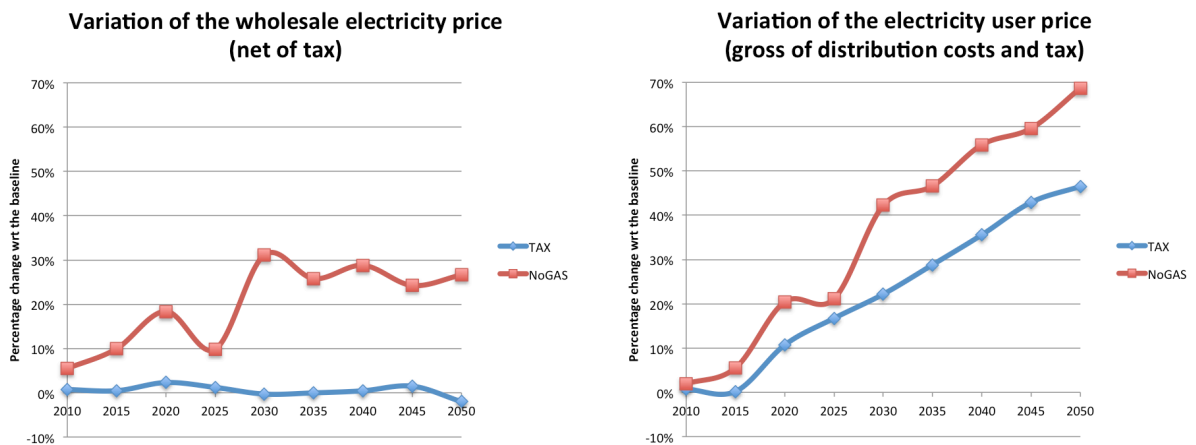 Variation of the wholesale electricity price
(net of tax)
70%
60%
50%
40%
30%
20%
10%
0%
-10%
Percentage change wrt the baseline
2010 2015 2020 2025 2030 2035 2040 2045 2050
TAX
NoGAS
Variation of the electricity user price
(gross of distribution costs and tax)
70%
60%
50%
40%
30%
20%
10%
0%
-10%
Percentage change wrt the baseline
2010 2015 2020 2025 2030 2035 2040 2045 2050
TAX
NoGAS